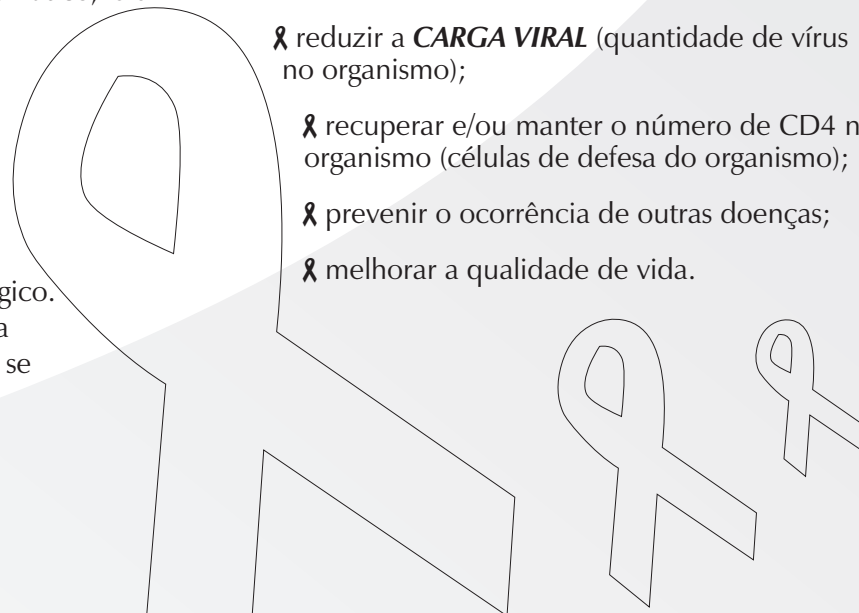 reduzir a CARGA VIRAL (quantidade de vírus
no organismo);
recuperar e/ou manter o número de CD4 n
organismo (células de defesa do organismo);
prevenir o ocorrência de outras doenças;
melhorar a qualidade de vida.
gico.
a
se